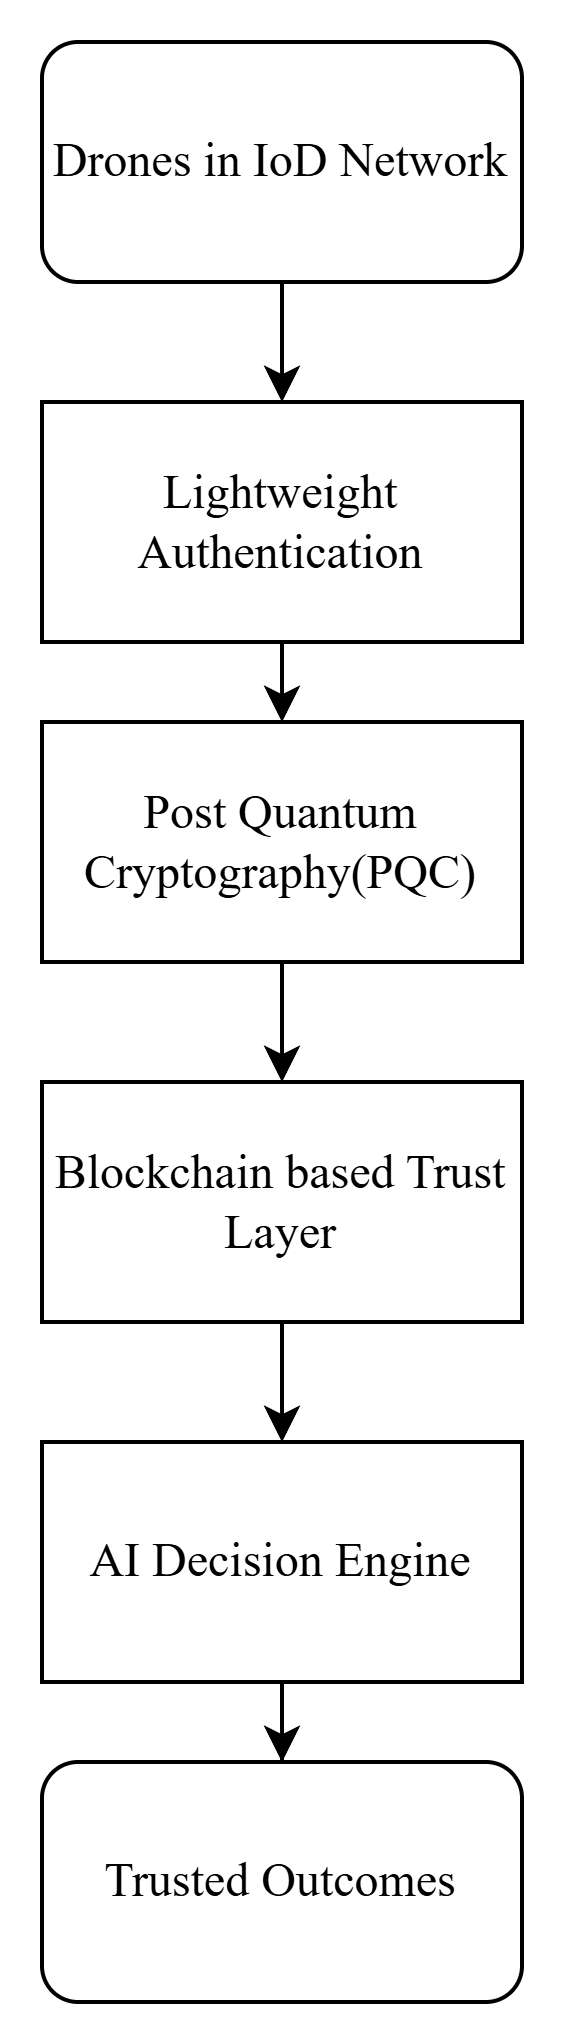 Drones in IoD Network
Lightweight
Authentication
Post Quantum
Cryptography(PQC)
Blockchain based Trust
Layer
AI Decision Engine
Trusted Outcomes